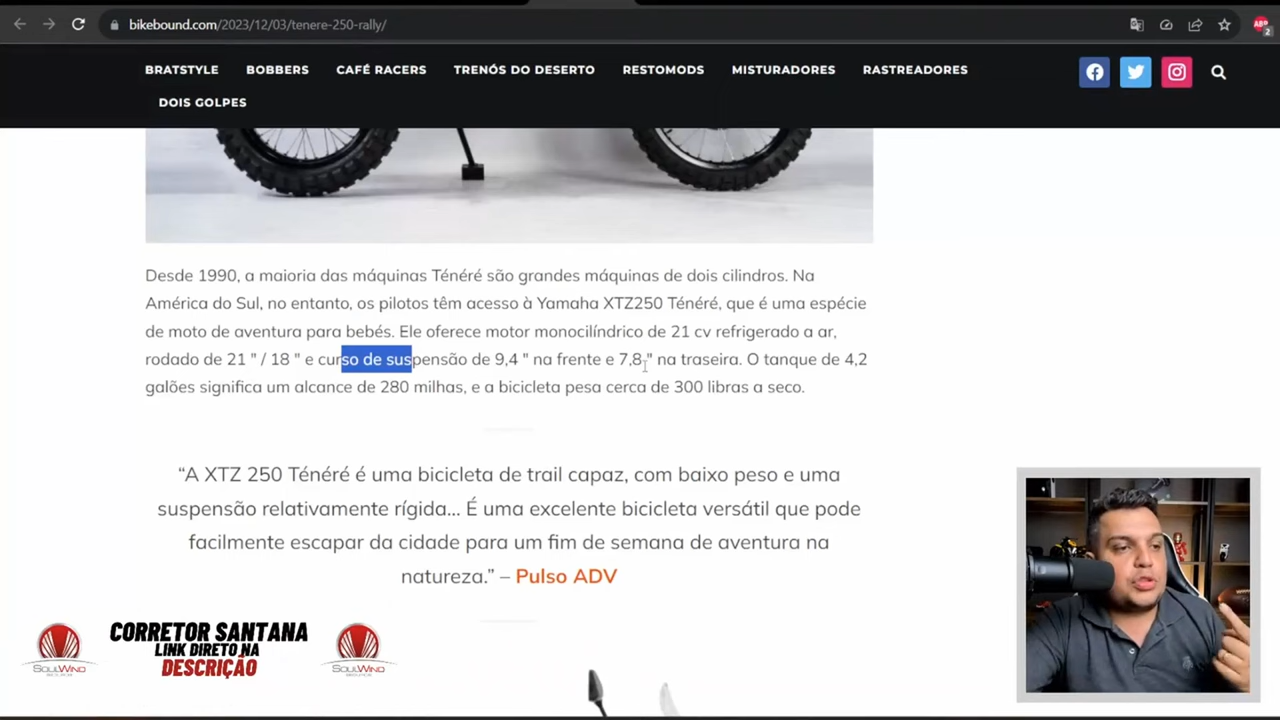 bikebound.com/2023/12/03/tenere-250-rally/
ABP
2
BRATSTYLE BOBBERS CAFÉ RACERS TRENÓS DO DESERTO RESTOMODS MISTURADORES RASTREADORES
DOIS GOLPES
Desde 1990, a maioria das máquinas Ténéré são grandes máquinas de dois cilindros. Na
América do Sul, no entanto, os pilotos têm acesso à Yamaha XTZ250 Ténéré, que é uma espécie
de moto de aventura para bebés. Ele oferece motor monocilíndrico de 21 cv refrigerado a ar,
rodado de 21 " / 18 " e curso de suspensão de 9,4 " na frente e 7,8 " na traseira. O tanque de 4,2
galões significa um alcance de 280 milhas, e a bicicleta pesa cerca de 300 libras a seco.
“A XTZ 250 Ténéré é uma bicicleta de trail capaz, com baixo peso e uma
suspensão relativamente rígida... É uma excelente bicicleta versátil que pode
facilmente escapar da cidade para um fim de semana de aventura na
natureza.” – Pulso ADV
CORRETOR SANTANA
LINK DIRETO NA
DESCRIÇÃO
SOULWIND
SOULWIND